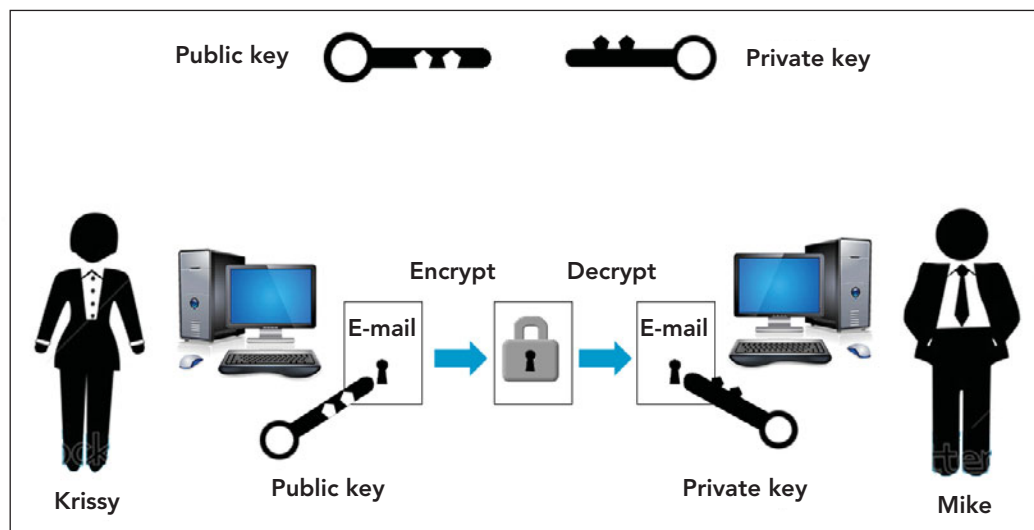 Public key
Private key
Encrypt
Decrypt
E-mail
E-mail
Public key
Private key
Krissy
Mike